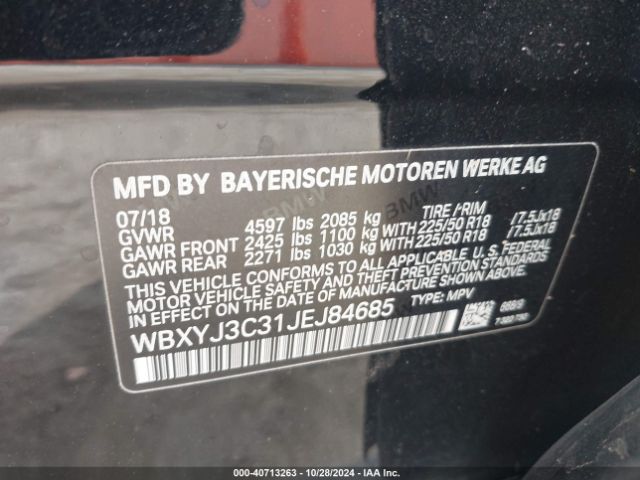 MFD BY BAYERISCHE MOTOREN WERKE AG
07/18 TIRE / RIM
GVWR 4597 lbs 2085 kg
GAWR FRONT 2425 lbs 1100 kg WITH 225/50 R18 /7.5Jx18
GAWR REAR 2271 lbs 1030 kg WITH 225/50 R18 /7.5Jx18
THIS VEHICLE CONFORMS TO ALL APPLICABLE U.S. FEDERAL
MOTOR VEHICLE SAFETY, BUMPER, AND THEFT PREVENTION STANDARDS
IN EFFECT ON THE DATE OF MANUFACTURE SHOWN ABOVE.
WBXYJ3C31JEJ84685 TYPE: MPV
BMW
BMW
000-40713263 | 10/28/2024 | IAA Inc.